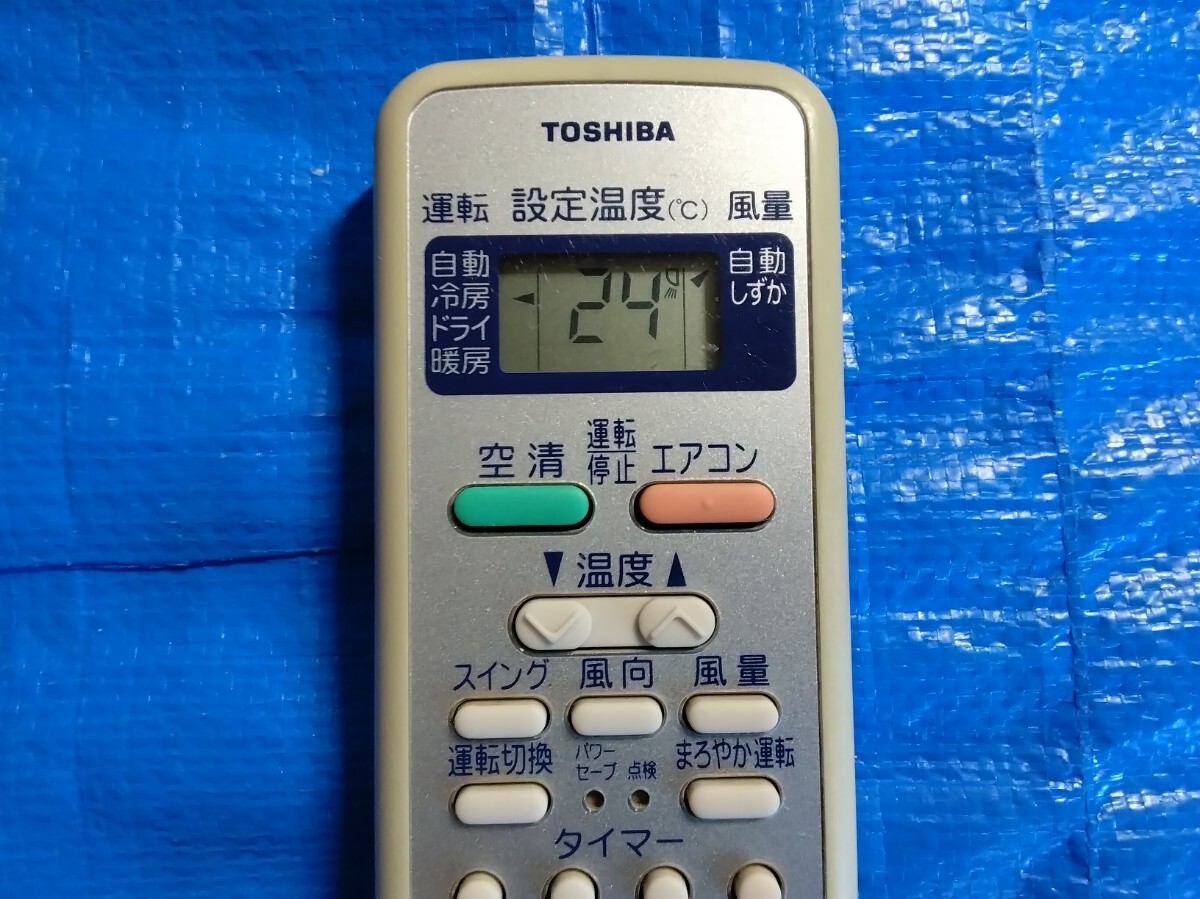 TOSHIBA
運転 設定温度(℃) 風量
自動 24 自動
冷房 しずか
ドライ
暖房
空清 運転停止 エアコン
▼温度▲
スイング 風向 風量
運転切換 パワーセーブ 点検 まろやか運転
タイマー